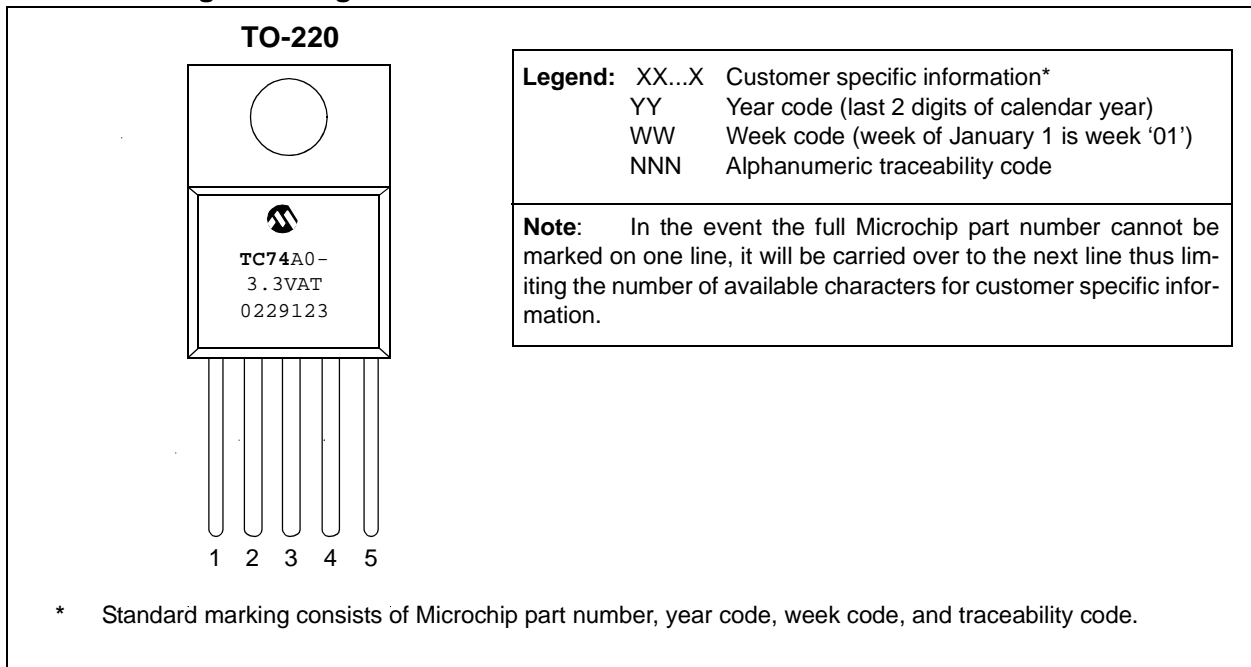 TO-220
TC74A0-
3.3VAT
0229123
1 2 3 4 5
Legend: XX...X Customer specific information*
YY Year code (last 2 digits of calendar year)
WW Week code (week of January 1 is week ‘01’)
NNN Alphanumeric traceability code
Note: In the event the full Microchip part number cannot be
marked on one line, it will be carried over to the next line thus lim-
iting the number of available characters for customer specific infor-
mation.
* Standard marking consists of Microchip part number, year code, week code, and traceability code.